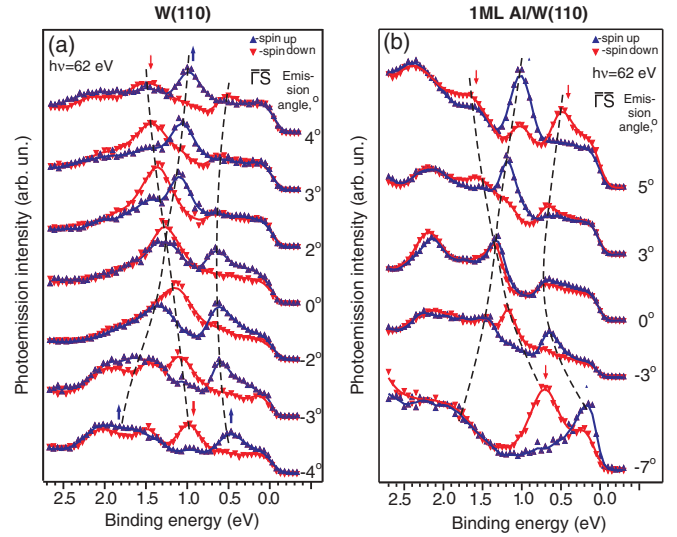 W(110)
1ML Al/W(110)
(a)
-spin up
-spin down
hν=62 eV
Γ̅S̅
Emis-
sion
angle,°
4°
3°
2°
0°
-2°
-3°
-4°
Photoemission intensity (arb. un.)
2.5 2.0 1.5 1.0 0.5 0.0
Binding energy (eV)
(b)
-spin up
-spin down
hν=62 eV
Γ̅S̅
Emis-
sion
angle,°
5°
3°
0°
-3°
-7°
Photoemission intensity (arb. un.)
2.5 2.0 1.5 1.0 0.5 0.0
Binding energy (eV)